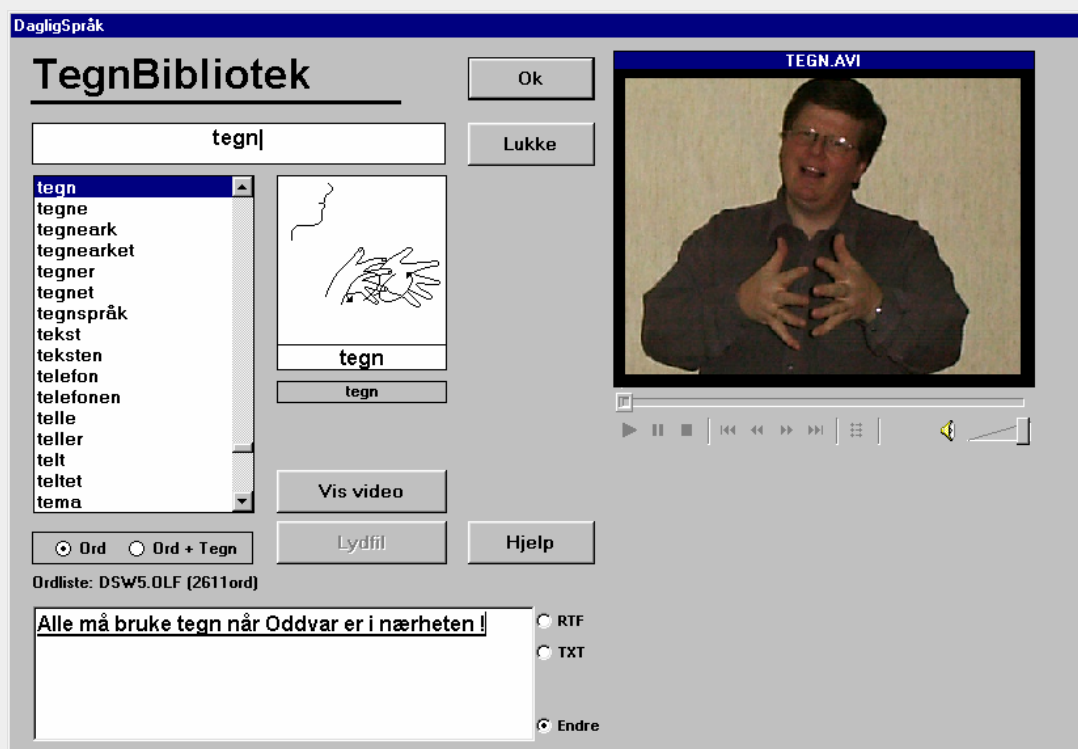 DagligSpråk
TegnBibliotek
Ok
TEGN.AVI
tegn
Lukke
tegn
tegne
tegneark
tegnearket
tegner
tegnet
tegnspråk
tekst
teksten
telefon
telefonen
telle
teller
telt
teltet
tema
tegn
tegn
Vis video
Lydfil
Hjelp
Ord Ord + Tegn
Ordliste: DSW5.OLF (2611ord)
Alle må bruke tegn når Oddvar er i nærheten !
RTF
TXT
Endre